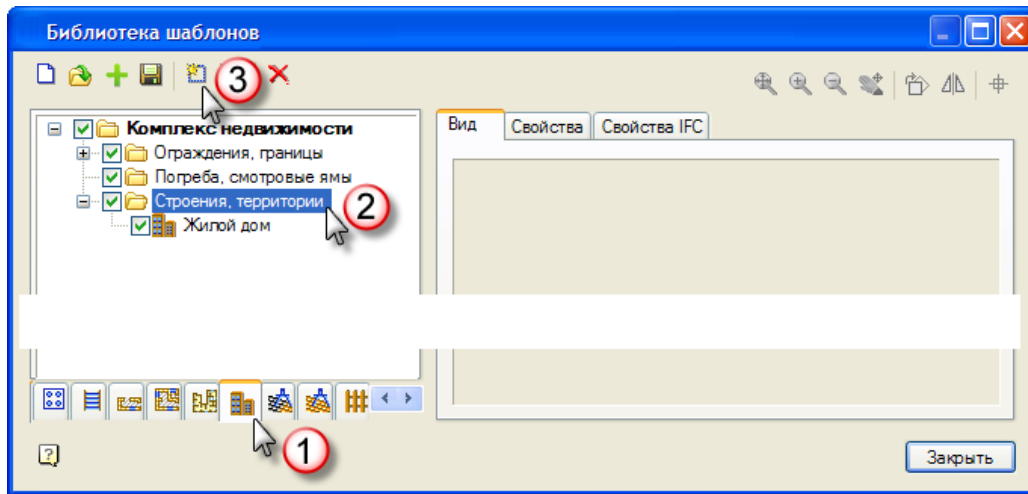 Библиотека шаблонов
3
Комплекс недвижимости
Ограждения, границы
Погреба, смотровые ямы
Строения, территории
2
Жилой дом
Вид Свойства Свойства IFC
1
Закрыть